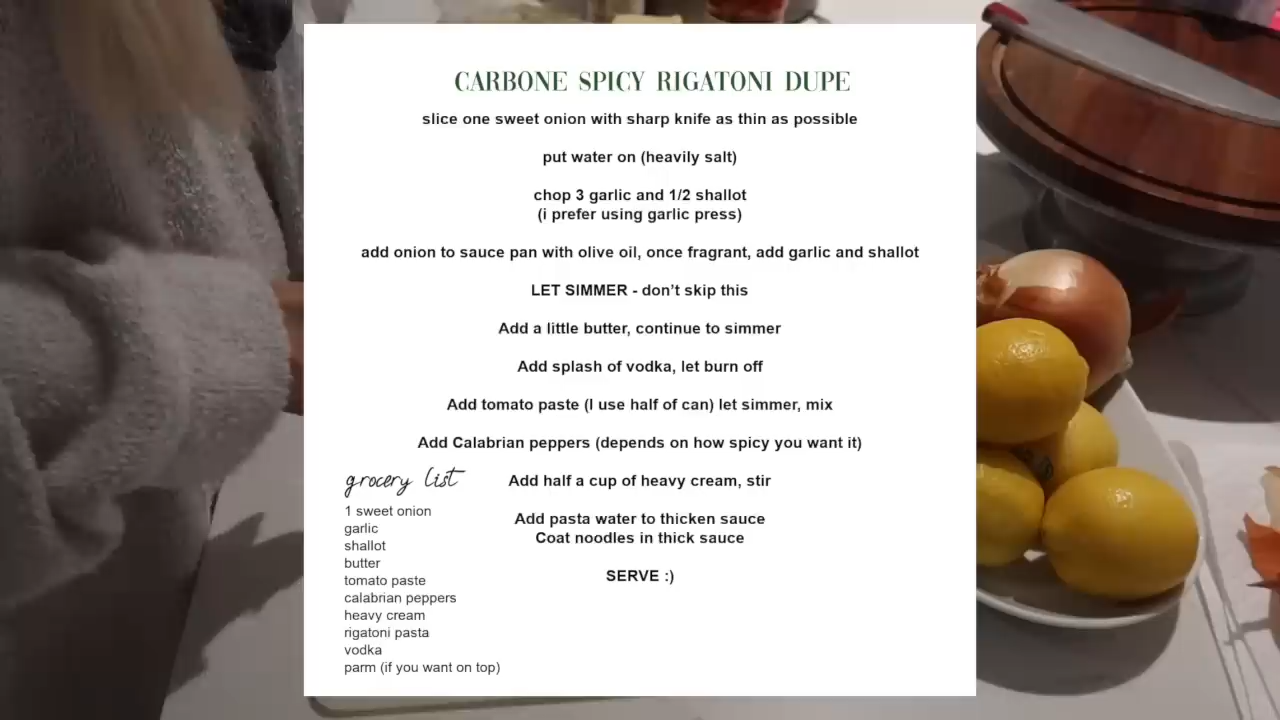 CARBONE SPICY RIGATONI DUPE
slice one sweet onion with sharp knife as thin as possible
put water on (heavily salt)
chop 3 garlic and 1/2 shallot
(i prefer using garlic press)
add onion to sauce pan with olive oil, once fragrant, add garlic and shallot
LET SIMMER - don’t skip this
Add a little butter, continue to simmer
Add splash of vodka, let burn off
Add tomato paste (I use half of can) let simmer, mix
Add Calabrian peppers (depends on how spicy you want it)
Add half a cup of heavy cream, stir
Add pasta water to thicken sauce
Coat noodles in thick sauce
SERVE :)
grocery list
1 sweet onion
garlic
shallot
butter
tomato paste
calabrian peppers
heavy cream
rigatoni pasta
vodka
parm (if you want on top)